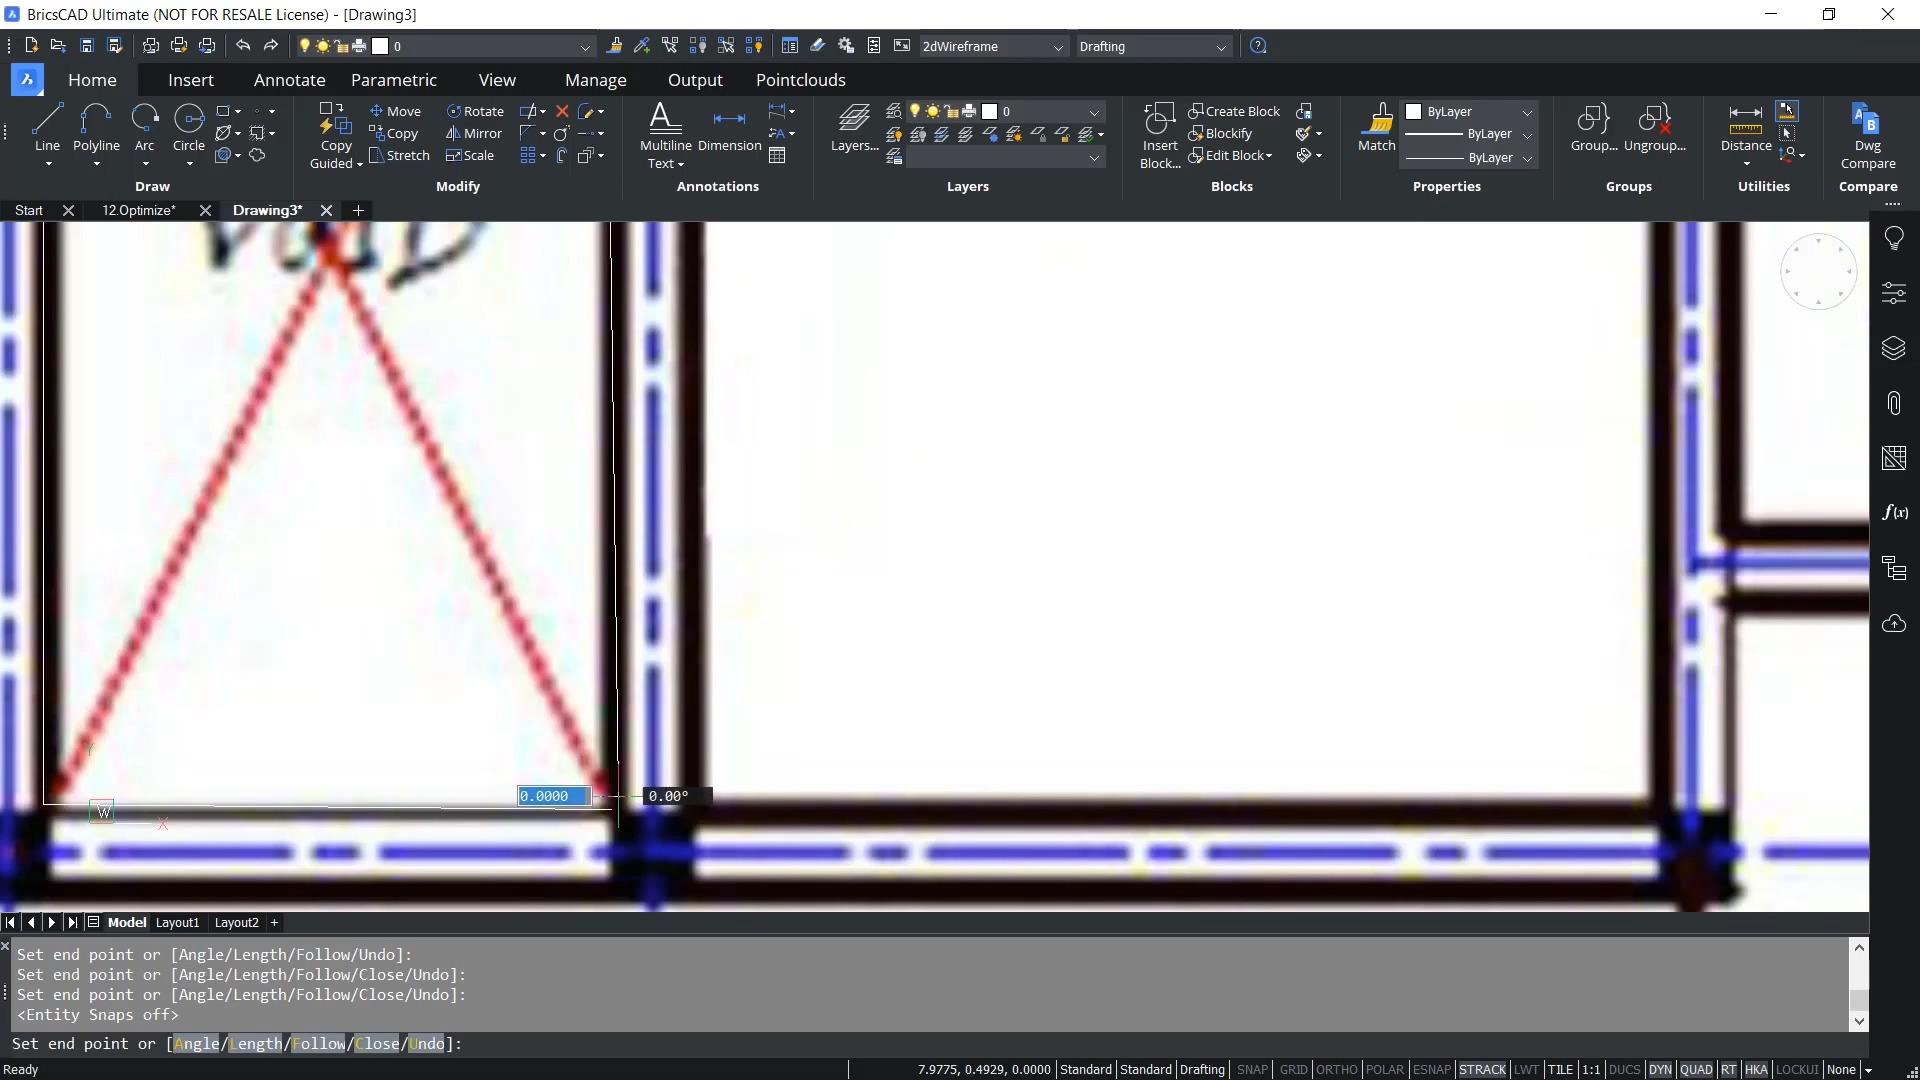 BricsCAD Ultimate (NOT FOR RESALE License) - [Drawing3]
0
2dWireframe
Drafting
Home
Insert
Annotate
Parametric
View
Manage
Output
Pointclouds
Line
Polyline
Arc
Circle
Draw
Copy
Guided
Move
Copy
Stretch
Rotate
Mirror
Scale
Modify
Multiline
Text
Dimension
Annotations
Layers...
0
Layers
Insert
Block...
Create Block
Blockify
Edit Block
Blocks
Match
ByLayer
ByLayer
ByLayer
Properties
Group...
Ungroup...
Groups
Distance
Utilities
Dwg
Compare
Compare
Start
12.Optimize*
Drawing3*
+
Y
W
X
0.0000
0.00°
f(x)
Model
Layout1
Layout2
+
Set end point or [Angle/Length/Follow/Undo]:
Set end point or [Angle/Length/Follow/Close/Undo]:
Set end point or [Angle/Length/Follow/Close/Undo]:
<Entity Snaps off>
Set end point or [Angle/Length/Follow/Close/Undo]:
Ready
7.9775, 0.4929, 0.0000
Standard
Standard
Drafting
SNAP
GRID
ORTHO
POLAR
ESNAP
STRACK
LWT
TILE
1:1
DUCS
DYN
QUAD
RT
HKA
LOCKUI
None